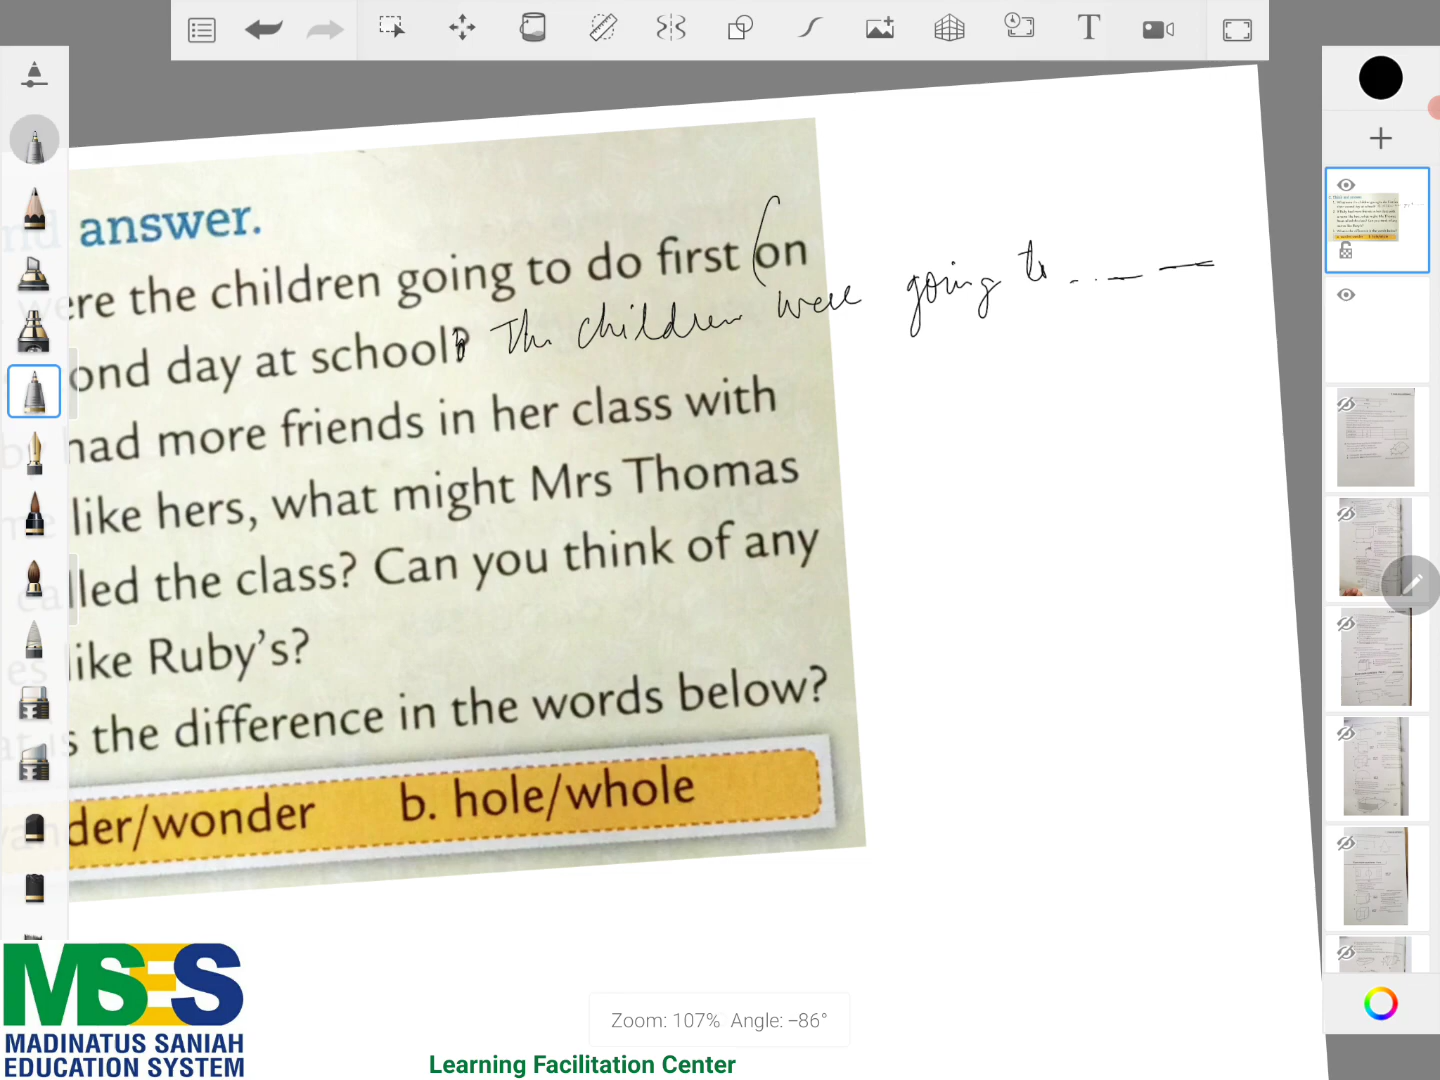 answer.
ere the children going to do first on
ond day at school? The children were going to
had more friends in her class with
like hers, what might Mrs Thomas
lled the class? Can you think of any
like Ruby's?
s the difference in the words below?
der/wonder b. hole/whole
MSES
MADINATUS SANIAH
EDUCATION SYSTEM
Zoom: 107% Angle: −86°
Learning Facilitation Center